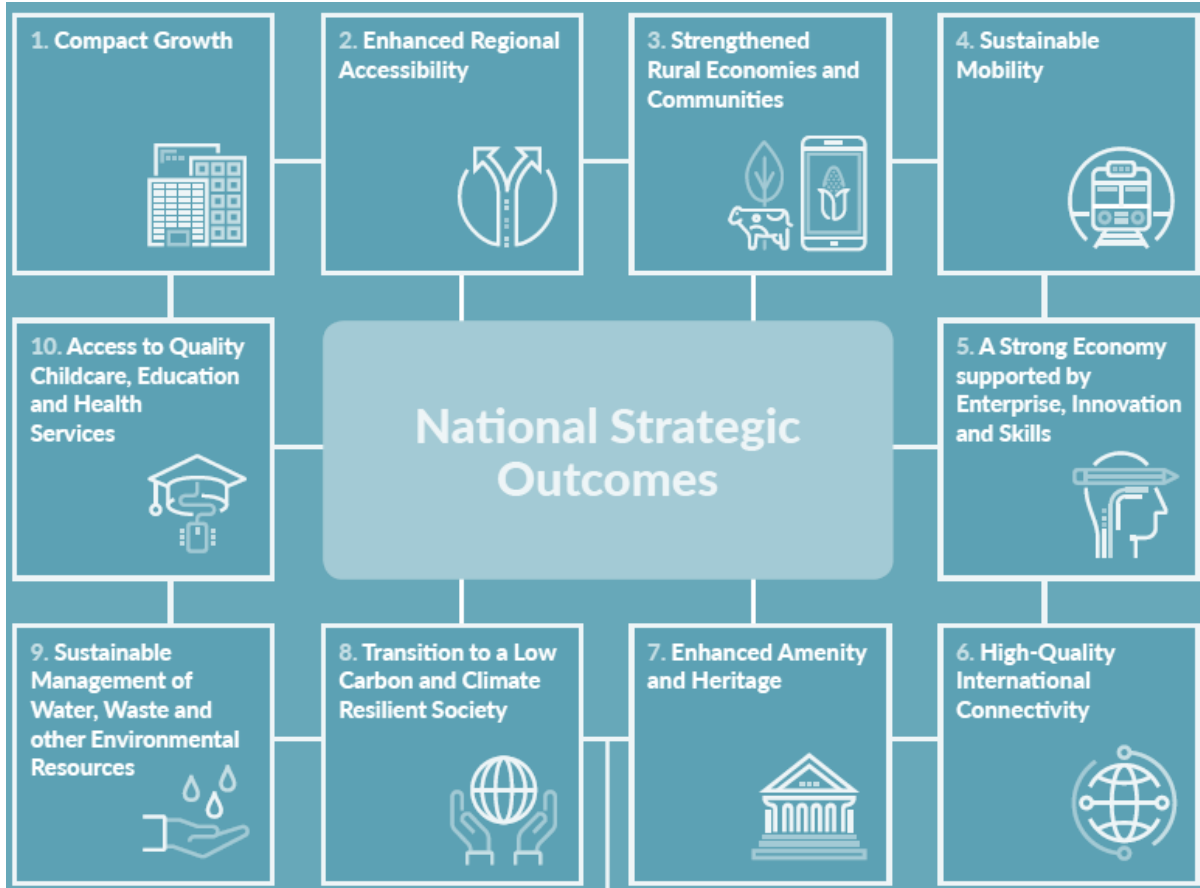 1. Compact Growth
2. Enhanced Regional
Accessibility
3. Strengthened
Rural Economies and
Communities
4. Sustainable
Mobility
10. Access to Quality
Childcare, Education
and Health
Services
National Strategic
Outcomes
5. A Strong Economy
supported by
Enterprise, Innovation
and Skills
9. Sustainable
Management of
Water, Waste and
other Environmental
Resources
8. Transition to a Low
Carbon and Climate
Resilient Society
7. Enhanced Amenity
and Heritage
6. High-Quality
International
Connectivity